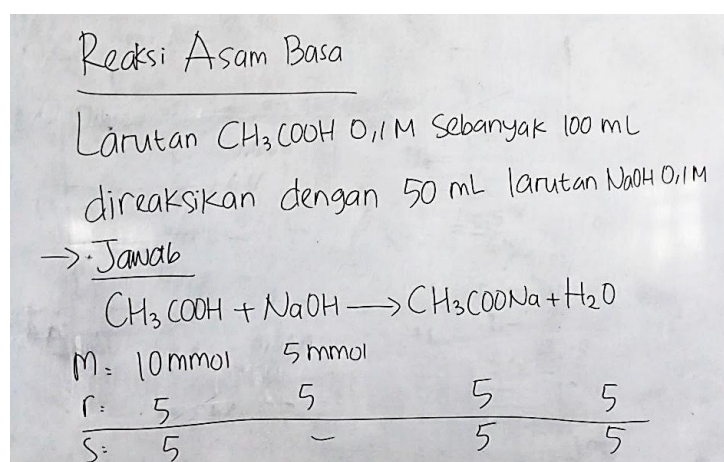 Reaksi Asam Basa
Larutan CH₃COOH 0,1 M Sebanyak 100 mL
direaksikan dengan 50 mL larutan NaOH 0,1 M
→ · Jawab
CH₃COOH + NaOH ⟶ CH₃COONa + H₂O
M: 10 mmol 5 mmol
r: 5 5 5 5
S: 5 – 5 5